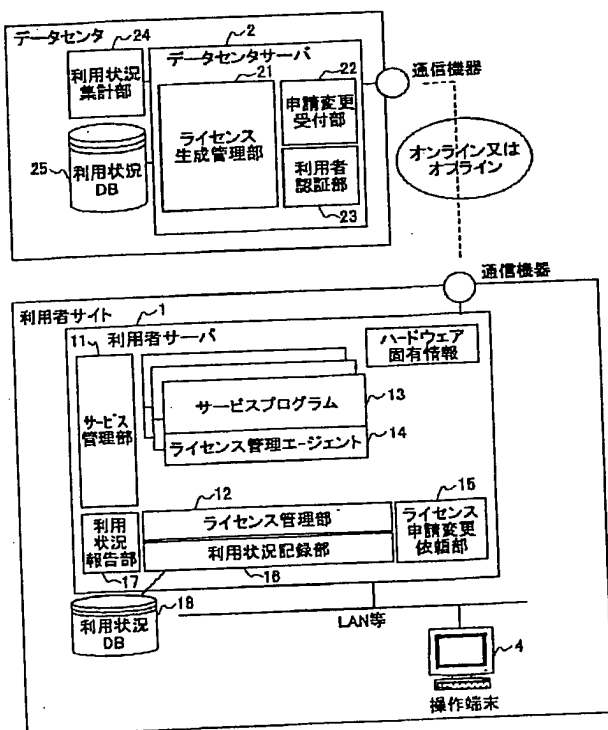 データセンタ
24
2
データセンタサーバ
利用状況
集計部
21
22
通信機器
ライセンス
生成管理部
申請変更
受付部
オンライン又は
オフライン
25
利用状況
DB
利用者
認証部
23
通信機器
利用者サイト
1
11
利用者サーバ
ハードウェア
固有情報
サービス
管理部
サービスプログラム
13
ライセンス管理エージェント
14
12
15
利用
状況
報告部
ライセンス管理部
ライセンス
申請変更
依頼部
利用状況記録部
17
16
18
利用状況
DB
LAN等
4
操作端末